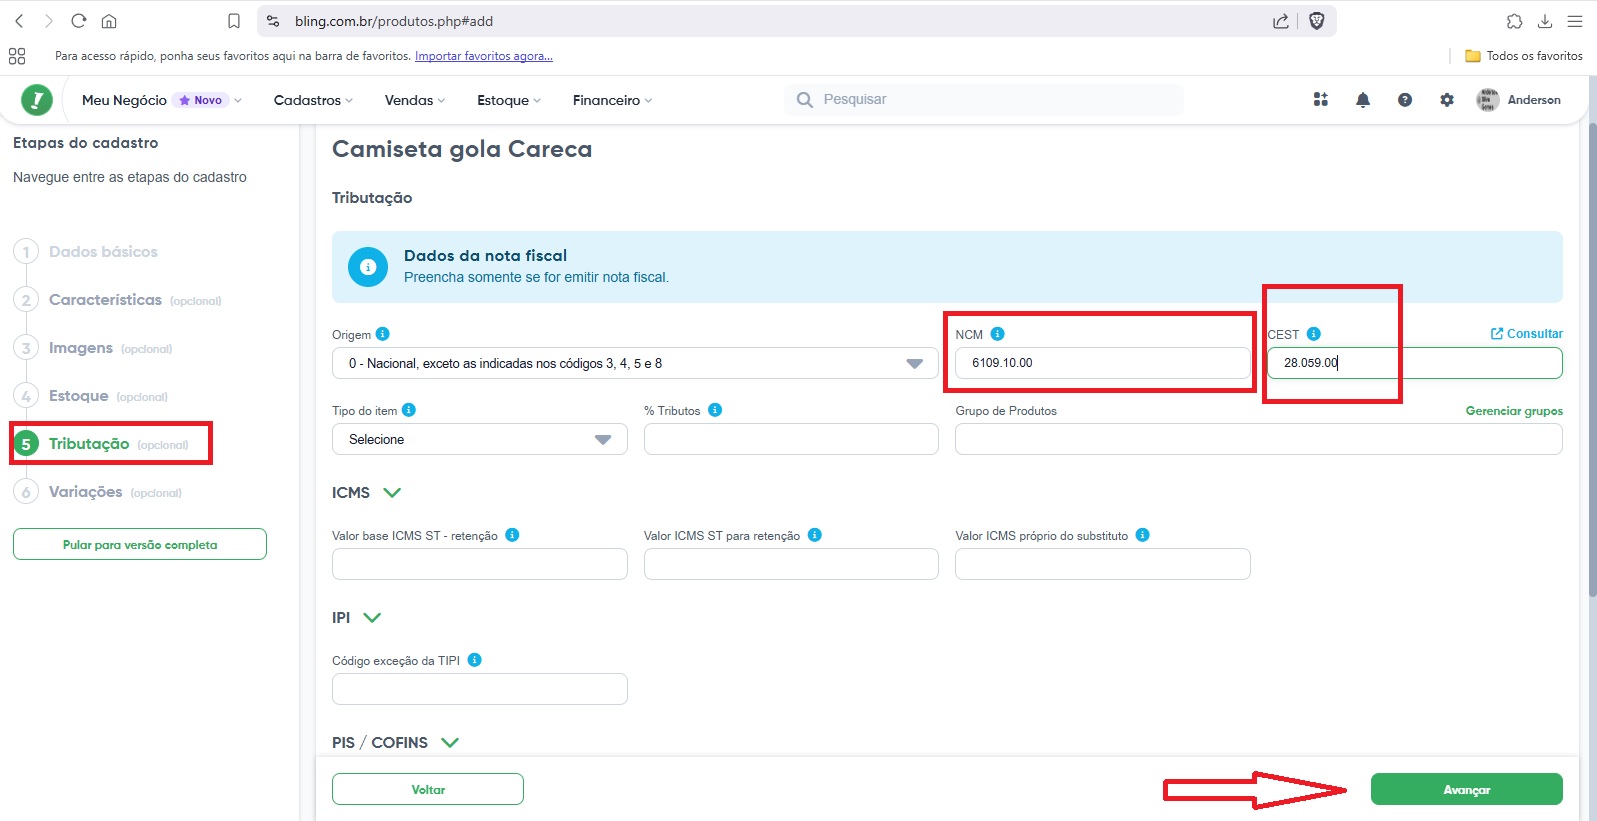 bling.com.br/produtos.php#add
Para acesso rápido, ponha seus favoritos aqui na barra de favoritos. Importar favoritos agora...
Todos os favoritos
Meu Negócio Novo
Cadastros
Vendas
Estoque
Financeiro
Pesquisar
Anderson
Etapas do cadastro
Navegue entre as etapas do cadastro
1 Dados básicos
2 Características (opcional)
3 Imagens (opcional)
4 Estoque (opcional)
5 Tributação (opcional)
6 Variações (opcional)
Pular para versão completa
Camiseta gola Careca
Tributação
Dados da nota fiscal
Preencha somente se for emitir nota fiscal.
Origem
NCM
CEST
Consultar
0 - Nacional, exceto as indicadas nos códigos 3, 4, 5 e 8
6109.10.00
28.059.00
Tipo do item
% Tributos
Grupo de Produtos
Gerenciar grupos
Selecione
ICMS
Valor base ICMS ST - retenção
Valor ICMS ST para retenção
Valor ICMS próprio do substituto
IPI
Código exceção da TIPI
PIS / COFINS
Voltar
Avançar